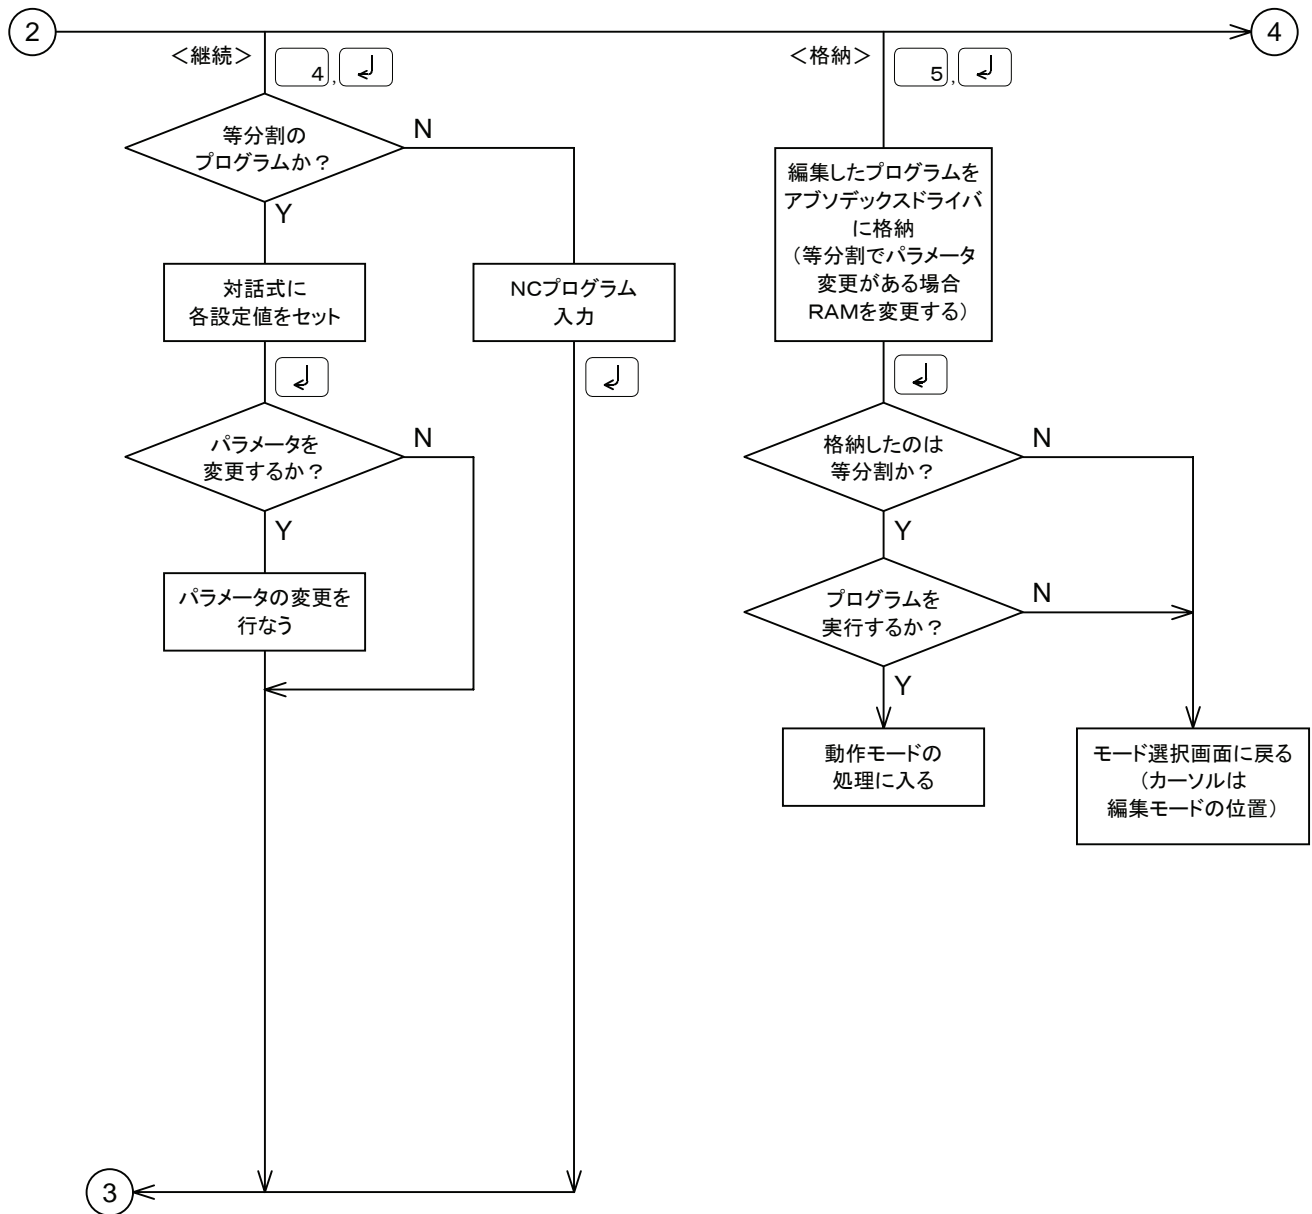 2
4
＜継続＞
4,
＜格納＞
5,
等分割の
プログラムか？
N
Y
編集したプログラムを
アブソデックスドライバ
に格納
（等分割でパラメータ
変更がある場合
RAMを変更する）
対話式に
各設定値をセット
NCプログラム
入力
パラメータを
変更するか？
N
Y
格納したのは
等分割か？
N
Y
パラメータの変更を
行なう
プログラムを
実行するか？
N
Y
動作モードの
処理に入る
モード選択画面に戻る
（カーソルは
編集モードの位置）
3